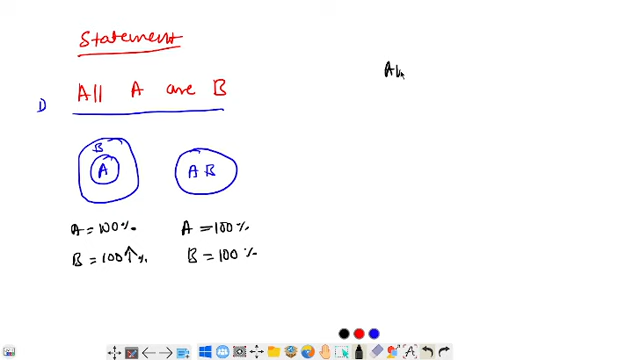 Statement
1) All A are B
B
A
A B
A = 100%
B = 100↑%
A = 100%
B = 100%